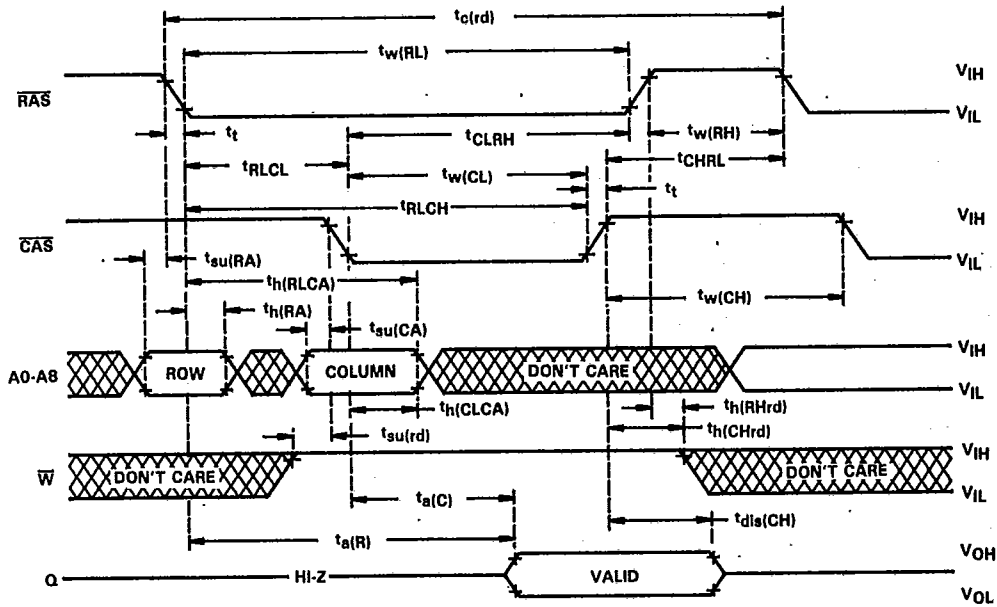 tc(rd)
tw(RL)
RAS
VIH
VIL
tt
tCLRH
tw(RH)
tRLCL
tCHRL
tw(CL)
tt
tRLCH
CAS
VIH
VIL
tsu(RA)
th(RLCA)
tw(CH)
th(RA)
tsu(CA)
A0-A8
ROW
COLUMN
DON'T CARE
VIH
VIL
th(CLCA)
th(RHrd)
tsu(rd)
th(CHrd)
W
DON'T CARE
DON'T CARE
VIH
VIL
ta(C)
tdis(CH)
ta(R)
Q
HI-Z
VALID
VOH
VOL